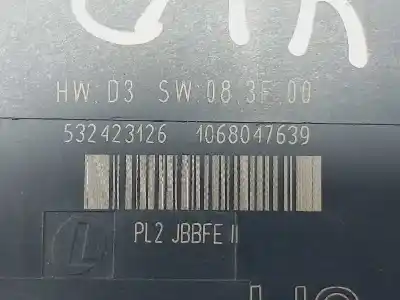 HW:D3 SW:08.3F.00
532423126 1068047639
PL2 JBBFE II